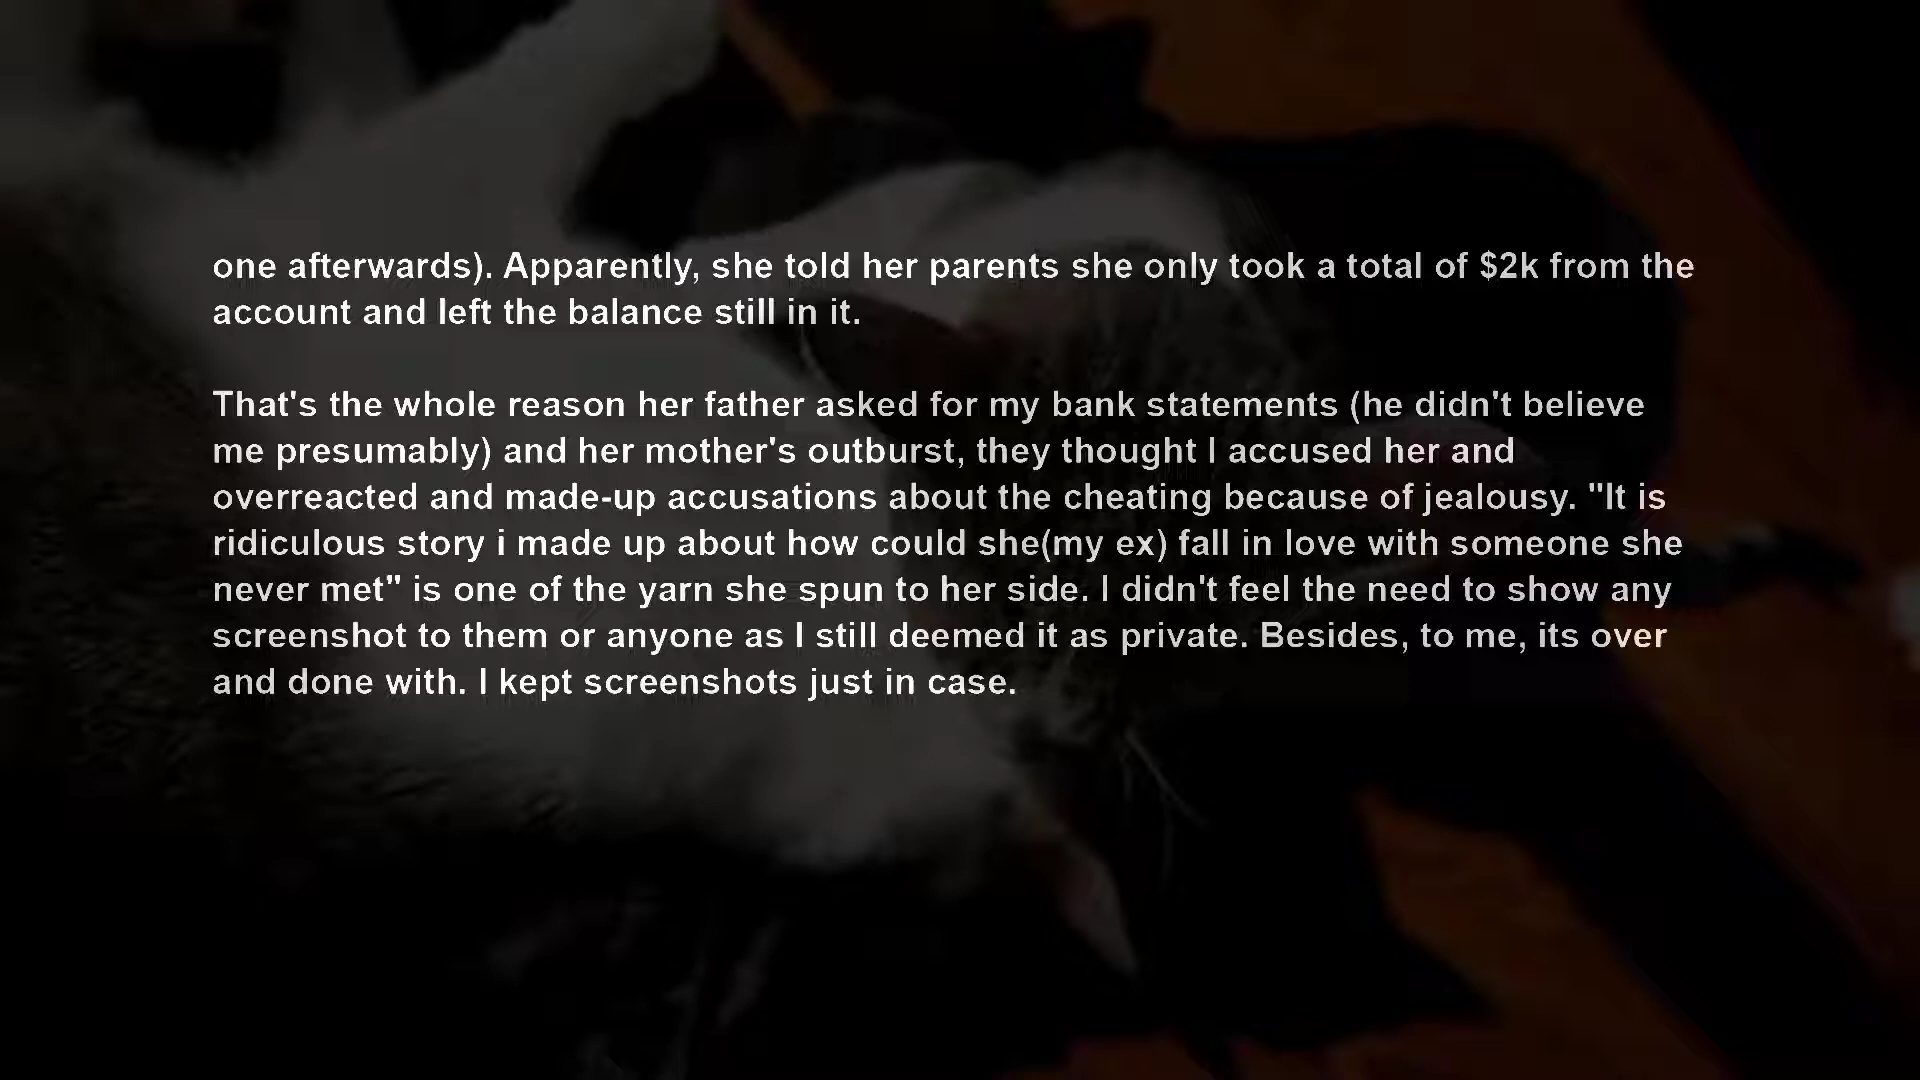 one afterwards). Apparently, she told her parents she only took a total of $2k from the
account and left the balance still in it.
That's the whole reason her father asked for my bank statements (he didn't believe
me presumably) and her mother's outburst, they thought I accused her and
overreacted and made-up accusations about the cheating because of jealousy. "It is
ridiculous story i made up about how could she(my ex) fall in love with someone she
never met" is one of the yarn she spun to her side. I didn't feel the need to show any
screenshot to them or anyone as I still deemed it as private. Besides, to me, its over
and done with. I kept screenshots just in case.